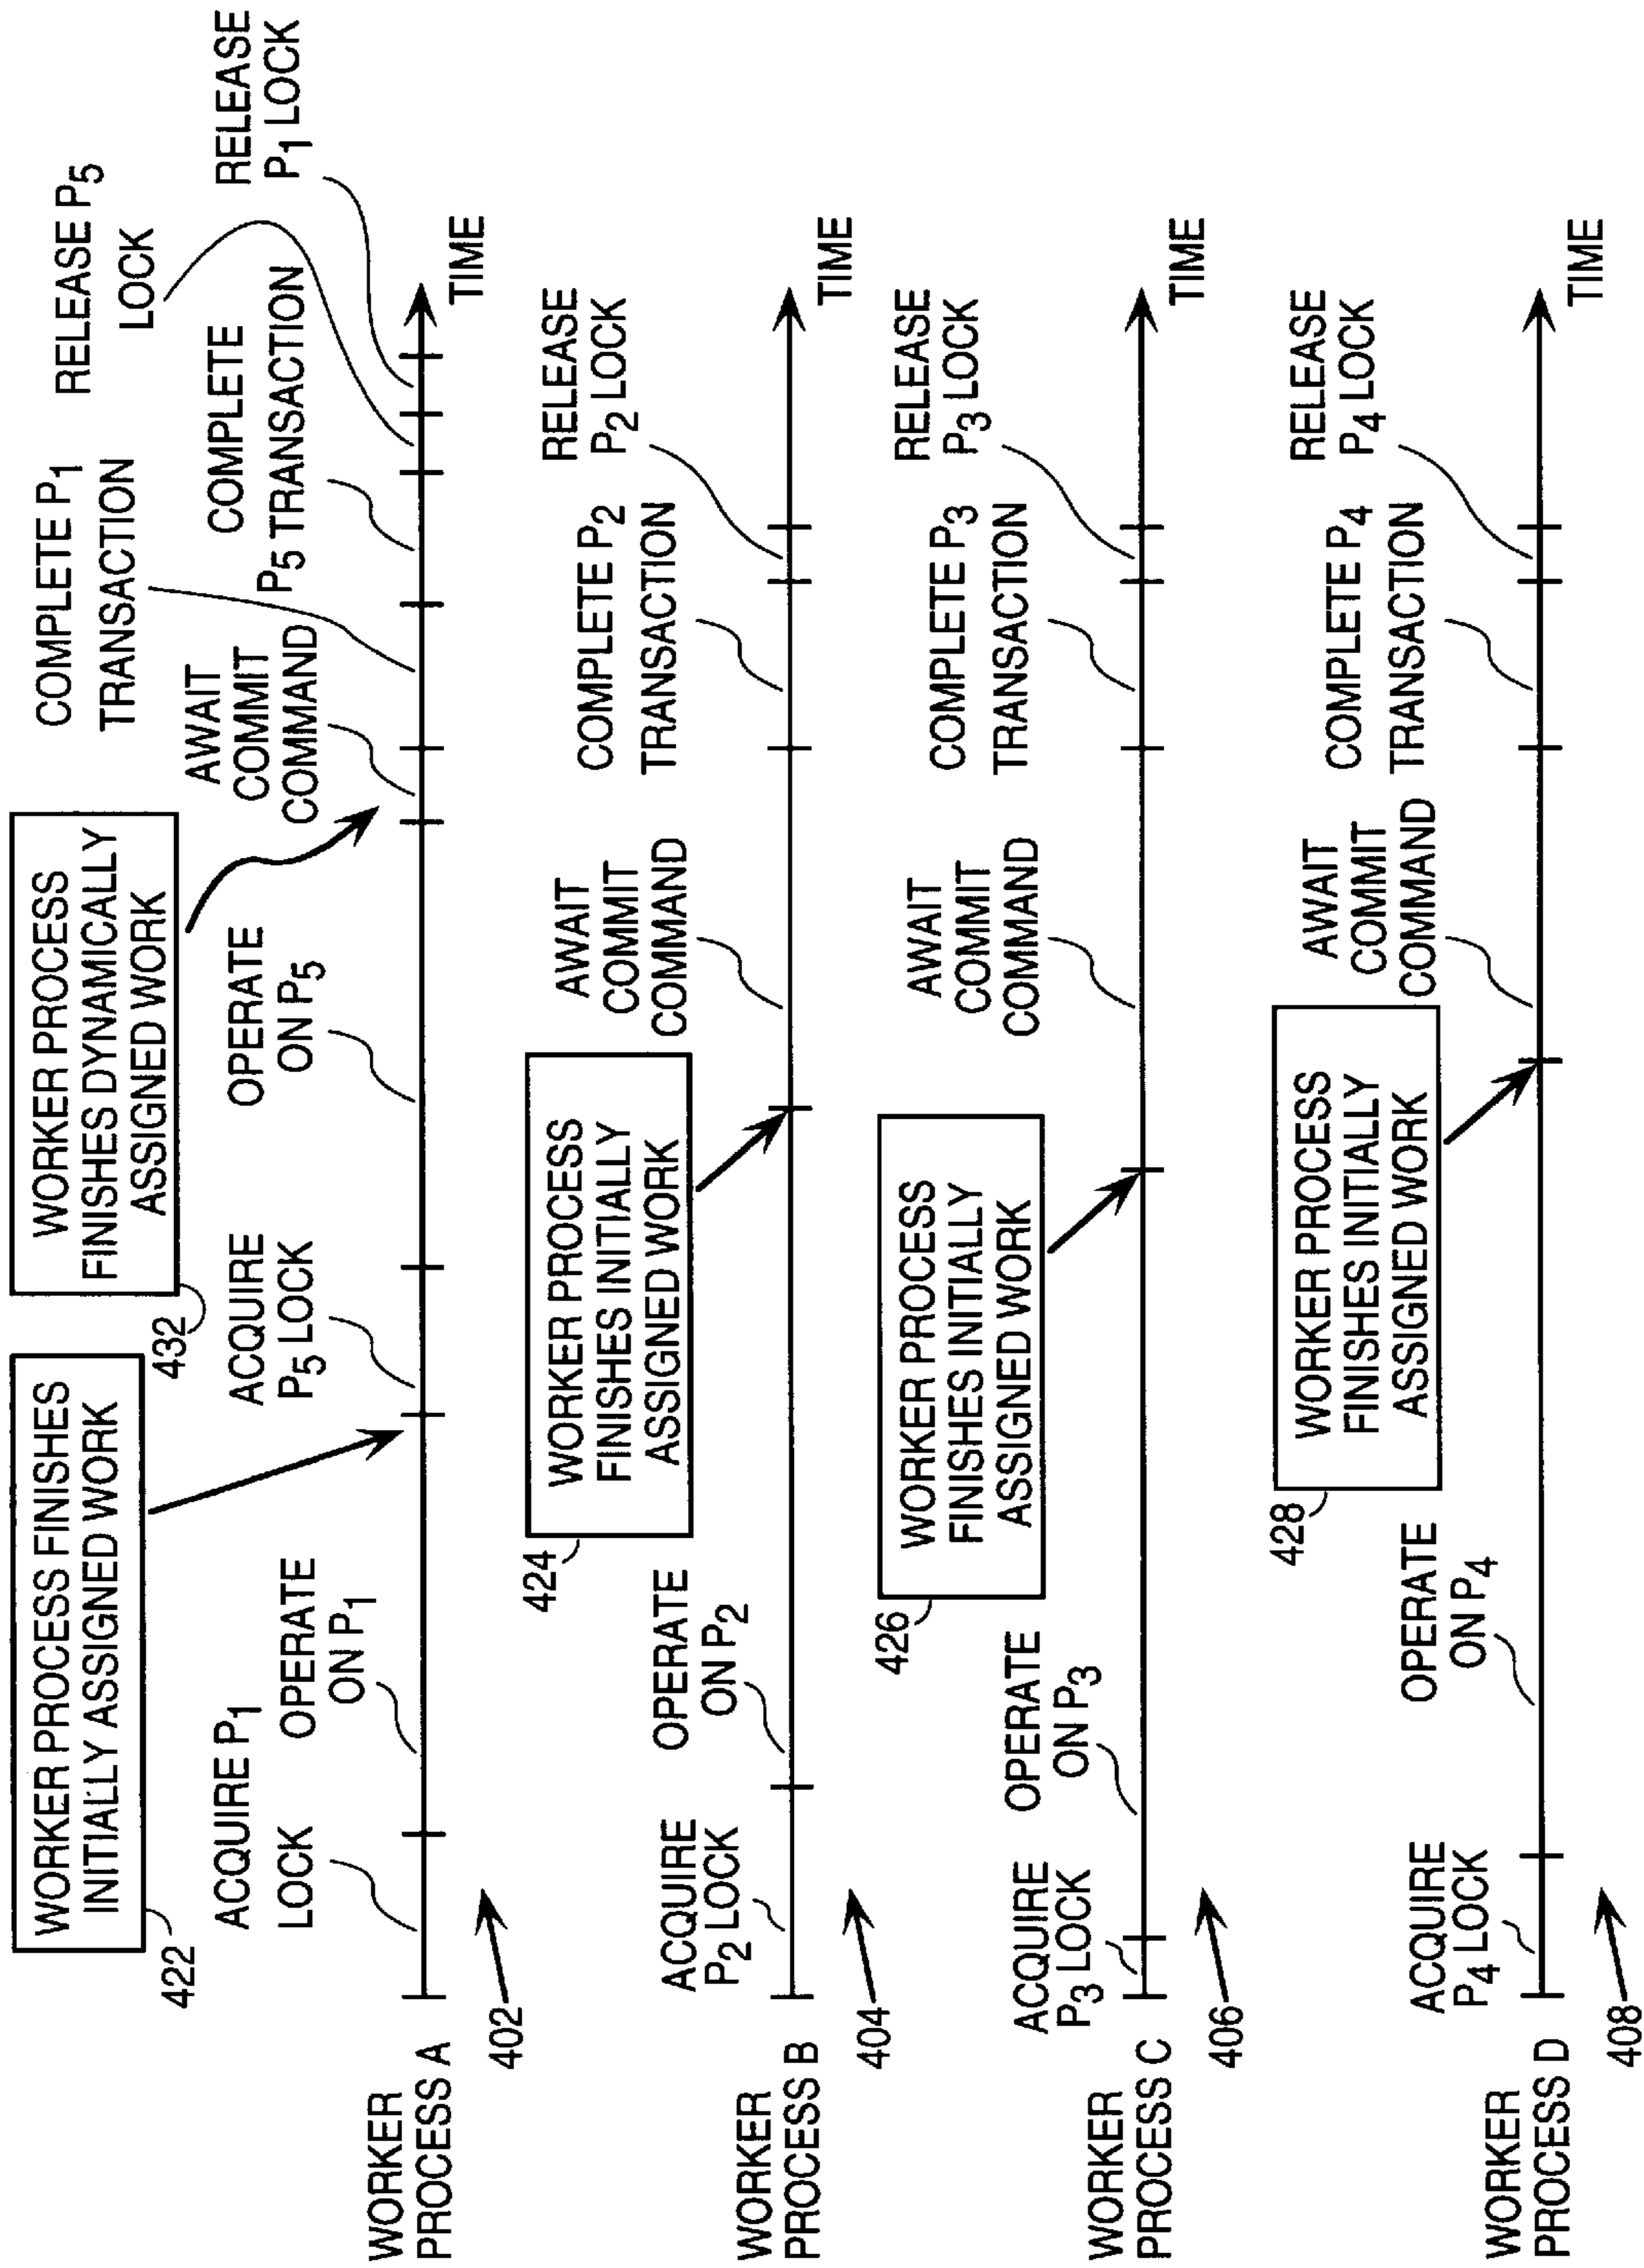 WORKER PROCESS FINISHES
INITIALLY ASSIGNED WORK
422
WORKER PROCESS
FINISHES DYNAMICALLY
ASSIGNED WORK
432
WORKER
PROCESS A
402
ACQUIRE P1
LOCK
OPERATE
ON P1
ACQUIRE
P5 LOCK
OPERATE
ON P5
AWAIT
COMMIT
COMMAND
COMPLETE P1
TRANSACTION
COMPLETE
P5 TRANSACTION
RELEASE P5
LOCK
RELEASE
P1 LOCK
TIME
WORKER
PROCESS B
404
ACQUIRE
P2 LOCK
OPERATE
ON P2
424
WORKER PROCESS
FINISHES INITIALLY
ASSIGNED WORK
AWAIT
COMMIT
COMMAND
COMPLETE P2
TRANSACTION
RELEASE
P2 LOCK
TIME
WORKER
PROCESS C
406
ACQUIRE
P3 LOCK
OPERATE
ON P3
426
WORKER PROCESS
FINISHES INITIALLY
ASSIGNED WORK
AWAIT
COMMIT
COMMAND
COMPLETE P3
TRANSACTION
RELEASE
P3 LOCK
TIME
WORKER
PROCESS D
408
ACQUIRE
P4 LOCK
OPERATE
ON P4
428
WORKER PROCESS
FINISHES INITIALLY
ASSIGNED WORK
AWAIT
COMMIT
COMMAND
COMPLETE P4
TRANSACTION
RELEASE
P4 LOCK
TIME